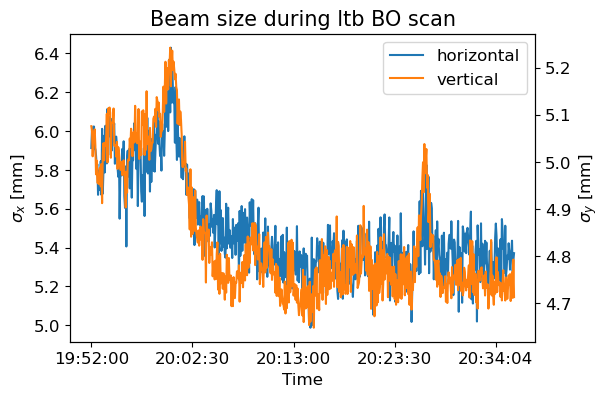 Beam size during ltb BO scan
horizontal
vertical
6.4
6.2
6.0
5.8
5.6
5.4
5.2
5.0
σx [mm]
5.2
5.1
5.0
4.9
4.8
4.7
σy [mm]
19:52:00 20:02:30 20:13:00 20:23:30 20:34:04
Time